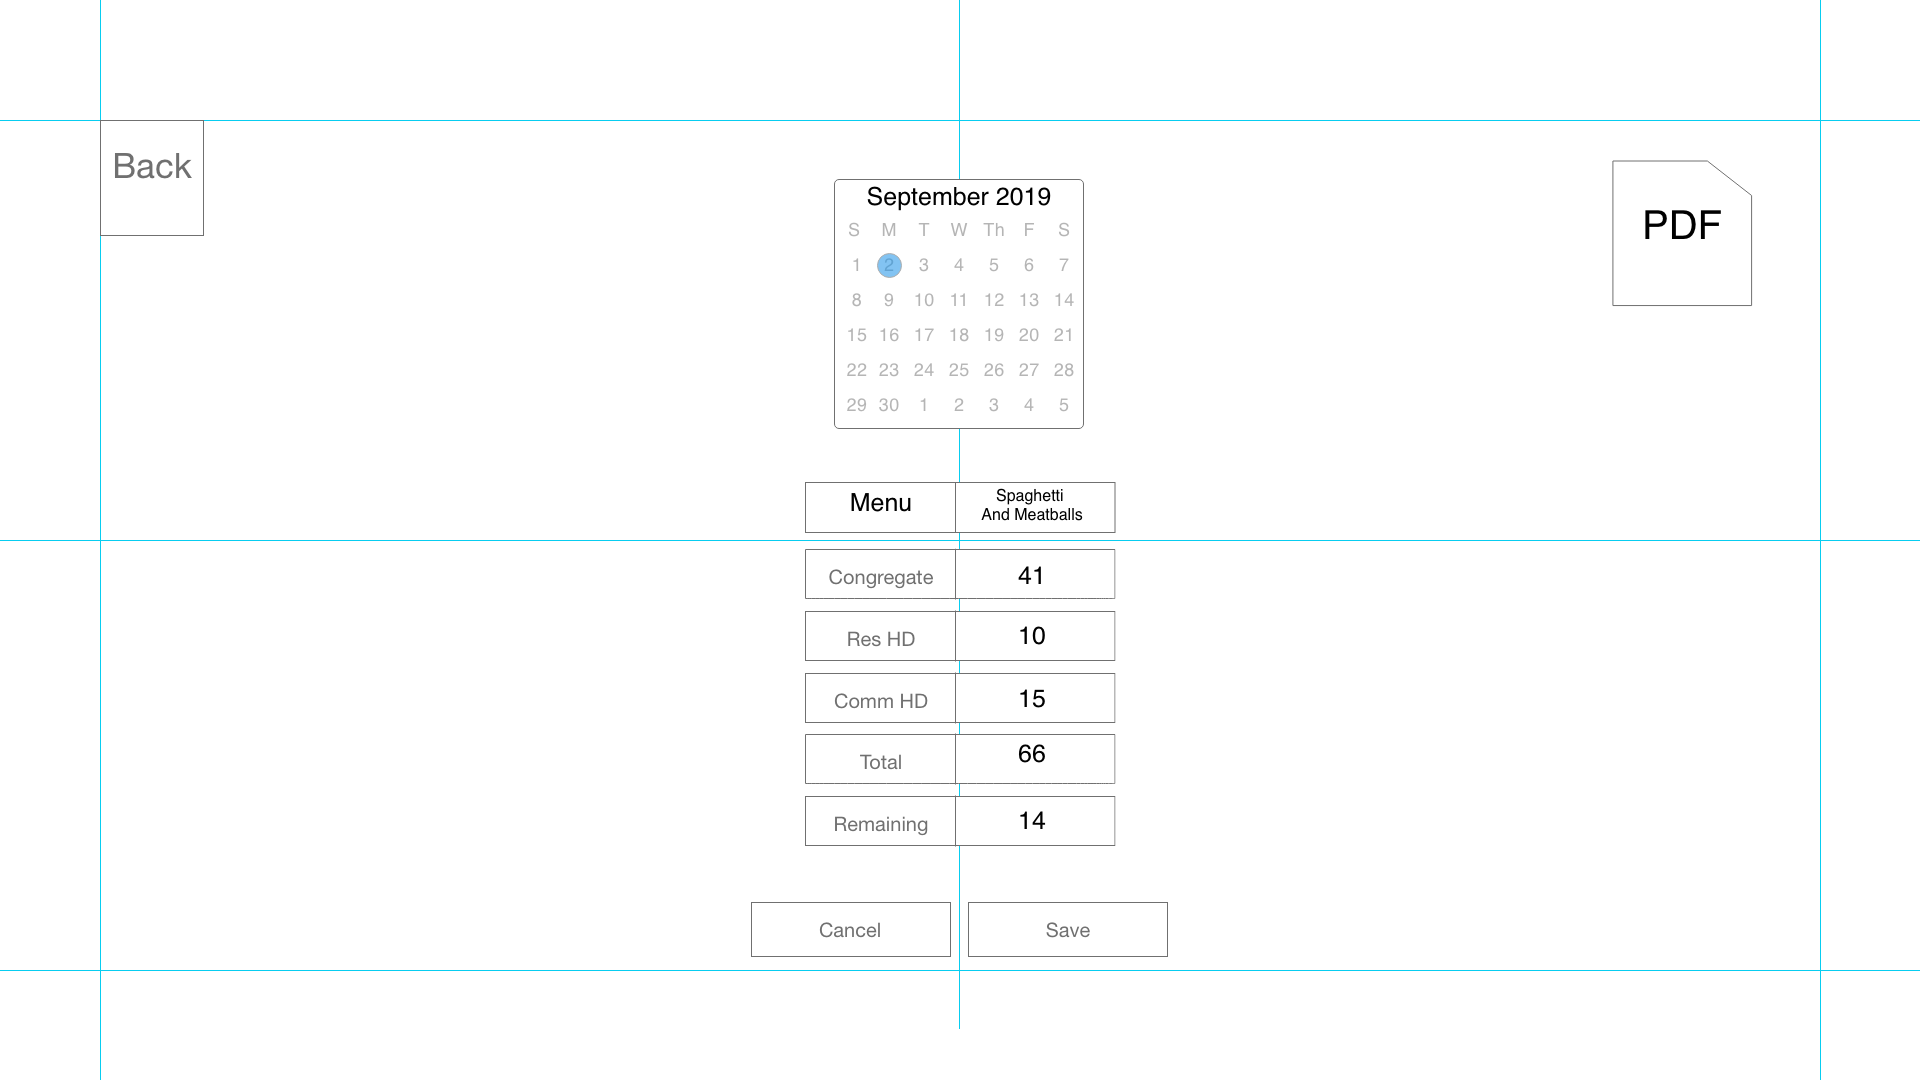 Back
PDF
September 2019
S M T W Th F S
1 2 3 4 5 6 7
8 9 10 11 12 13 14
15 16 17 18 19 20 21
22 23 24 25 26 27 28
29 30 1 2 3 4 5
Menu
Spaghetti
And Meatballs
Congregate 41
Res HD 10
Comm HD 15
Total 66
Remaining 14
Cancel Save